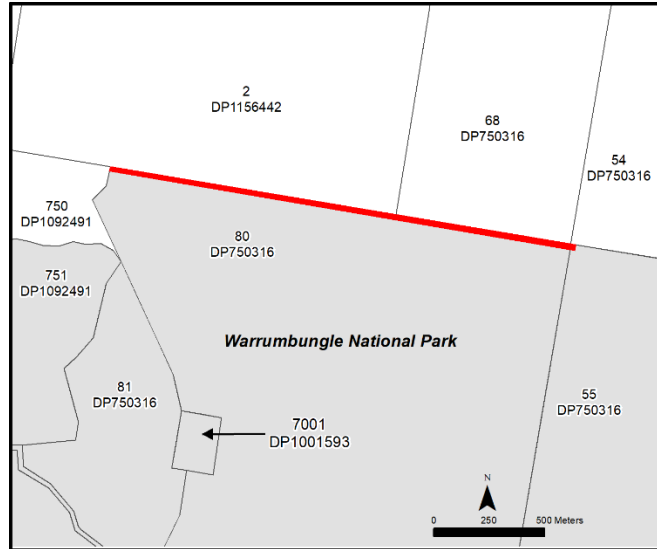 2
DP1156442
68
DP750316
54
DP750316
750
DP1092491
80
DP750316
751
DP1092491
Warrumbungle National Park
81
DP750316
55
DP750316
7001
DP1001593
N
0 250 500 Meters